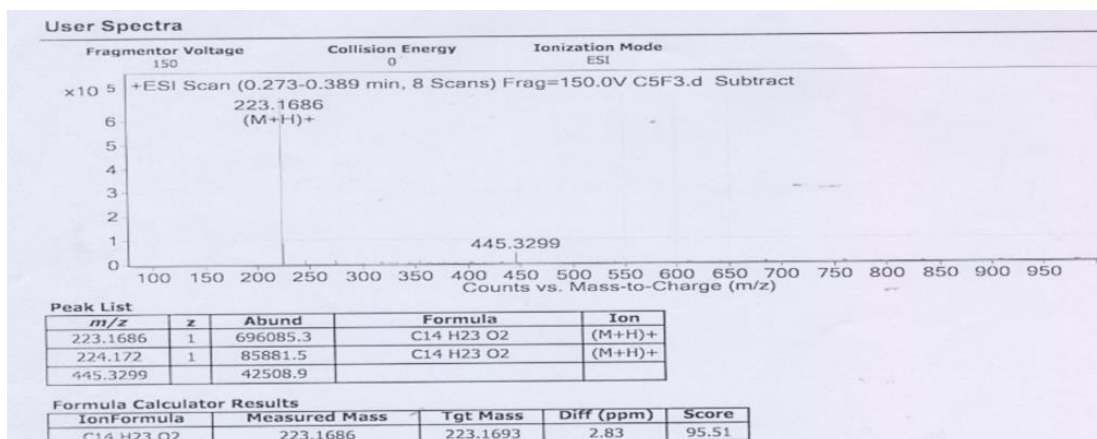 User Spectra
Fragmentor Voltage Collision Energy Ionization Mode
150 0 ESI
x10 5 +ESI Scan (0.273-0.389 min, 8 Scans) Frag=150.0V C5F3.d Subtract
223.1686
(M+H)+
6
5
4
3
2
1
445.3299
0
100 150 200 250 300 350 400 450 500 550 600 650 700 750 800 850 900 950
Counts vs. Mass-to-Charge (m/z)
Peak List
m/z z Abund Formula Ion
223.1686 1 696085.3 C14 H23 O2 (M+H)+
224.172 1 85881.5 C14 H23 O2 (M+H)+
445.3299 42508.9
Formula Calculator Results
IonFormula Measured Mass Tgt Mass Diff (ppm) Score
C14 H23 O2 223.1686 223.1693 2.83 95.51